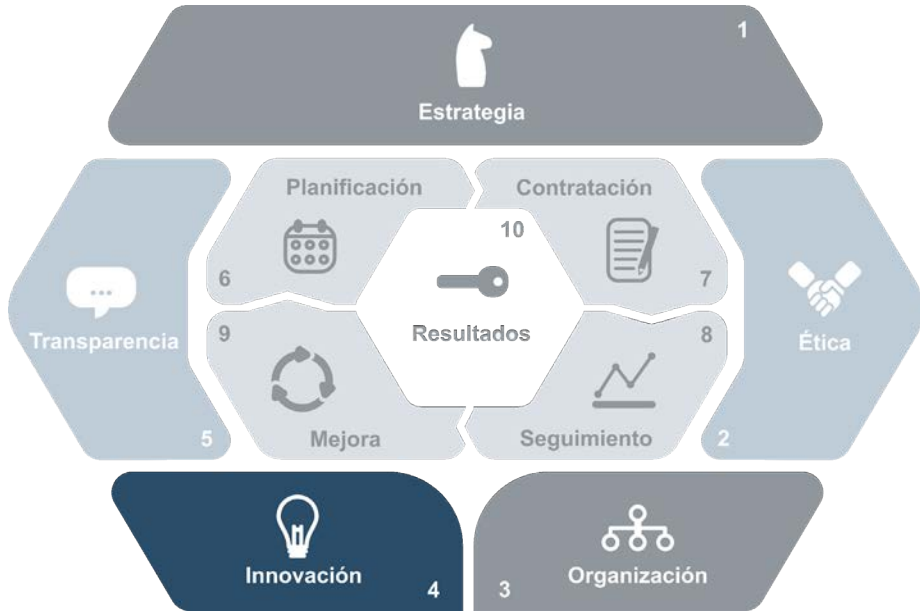 1
Estrategia
Planificación
6
Contratación
7
10
Resultados
Transparencia
5
Ética
2
9
Mejora
8
Seguimiento
Innovación
4
3
Organización